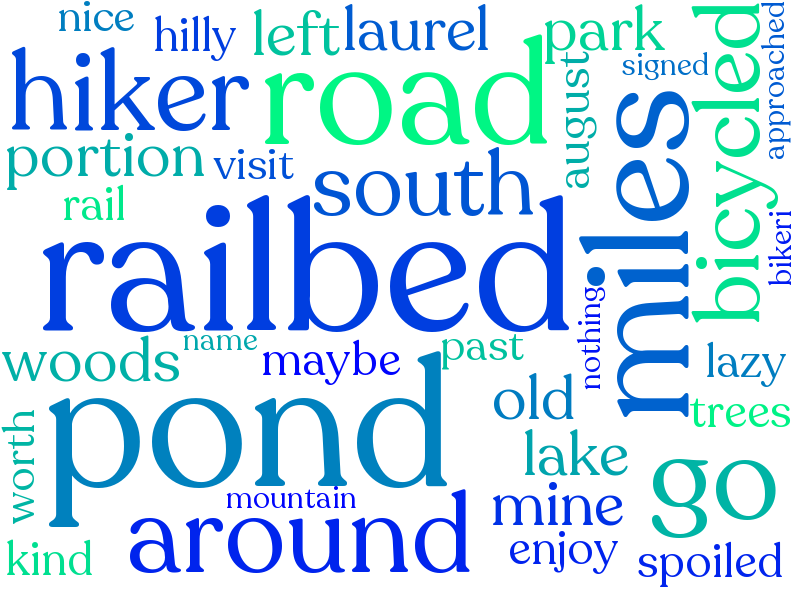 nice
hilly
left
laurel
park
signed
approached
hiker
road
august
miles
bicycled
portion
visit
south
rail
railbed
bikeri
name
nothing
woods
maybe
past
lazy
pond
old
trees
worth
lake
go
mountain
mine
around
enjoy
kind
spoiled